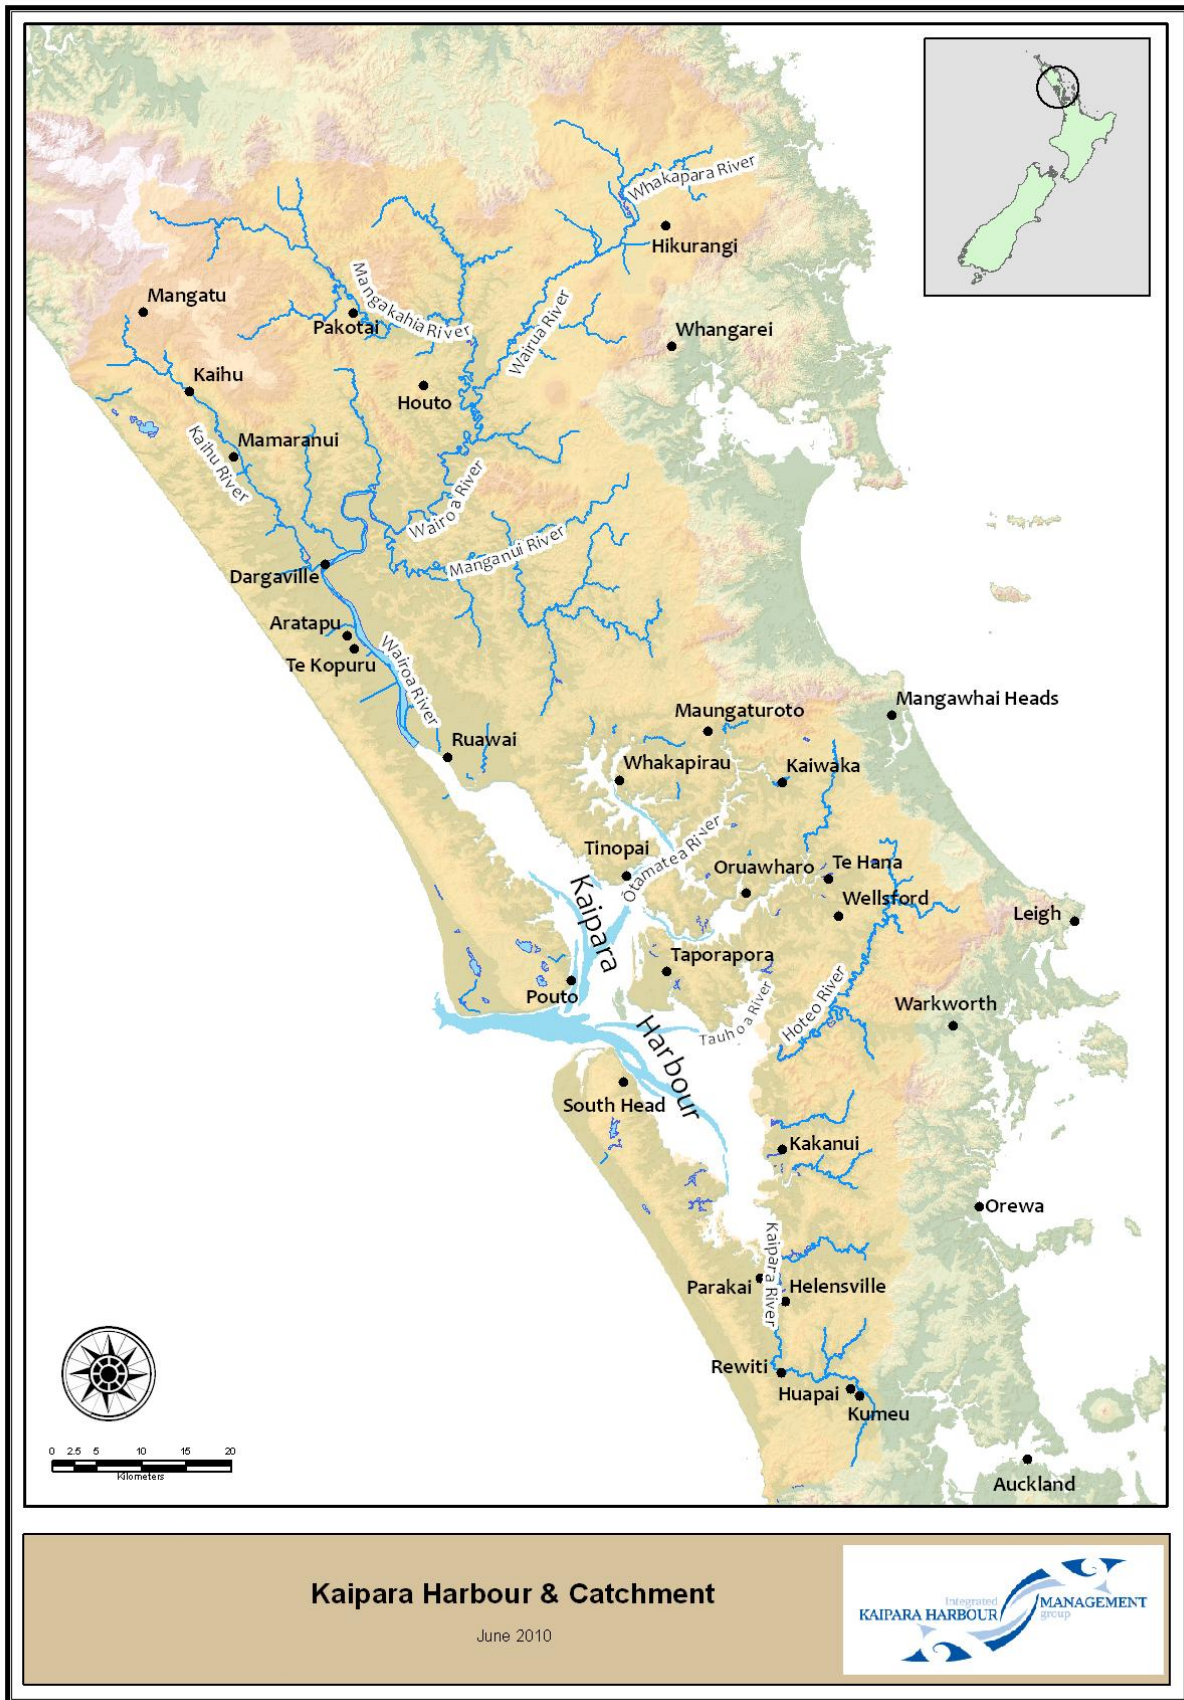 Whakapara River
Hikurangi
Mangatu
Mangakahia River
Pakotai
Wairua River
Whangarei
Kaihu
Houto
Kaihu River
Mamaranui
Wairoa River
Manganui River
Dargaville
Aratapu
Te Kopuru
Wairoa River
Mangawhai Heads
Maungaturoto
Ruawai
Whakapirau
Kaiwaka
Tinopai
Otamatea River
Oruawharo
Te Hana
Wellsford
Leigh
Kaipara
Harbour
Taporapora
Pouto
Tauhoa River
Hoteo River
Warkworth
South Head
Kakanui
Orewa
Kaipara River
Parakai
Helensville
Rewiti
Huapai
Kumeu
Auckland
0 2.5 5 10 15 20
Kilometers
Kaipara Harbour & Catchment
June 2010
Integrated
KAIPARA HARBOUR MANAGEMENT
group